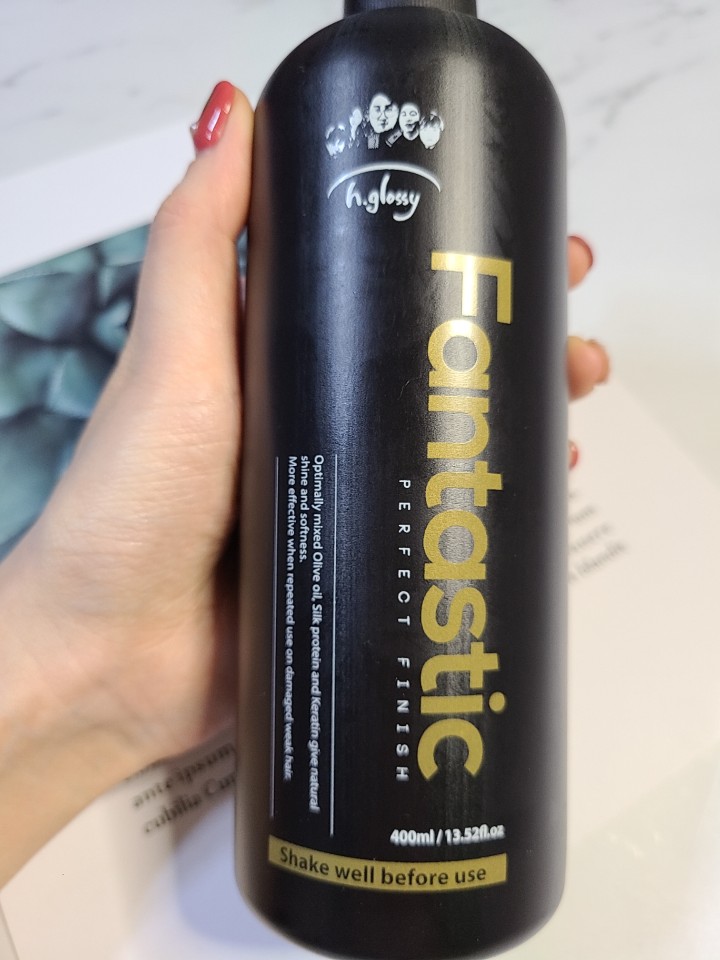 h.glossy
Fantastic
PERFECT FINISH
Optimally mixed Olive oil, Silk protein and Keratin give natural
shine and softness.
More effective when repeated use on damaged weak hair.
400ml / 13.52fl.oz
Shake well before use